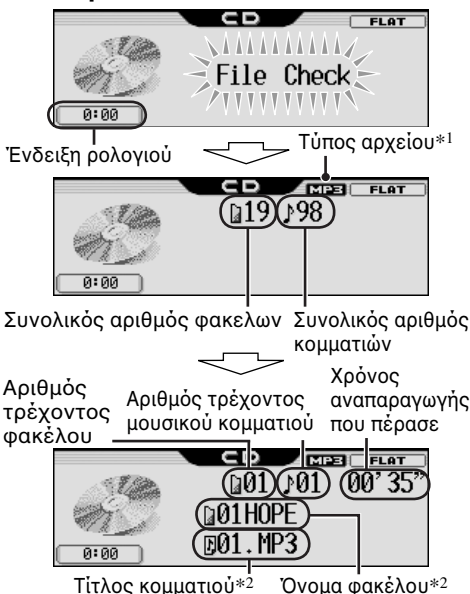 CD FLAT
File Check
0:00
Ένδειξη ρολογιού
Τύπος αρχείου*1
CD MP3 FLAT
19 98
0:00
Συνολικός αριθμός φακελων
Συνολικός αριθμός
κομματιών
Αριθμός
τρέχοντος
φακέλου
Αριθμός τρέχοντος
μουσικού κομματιού
Χρόνος
αναπαραγωγής
που πέρασε
CD MP3 FLAT
01 01 00’35”
01HOPE
01.MP3
0:00
Τίτλος κομματιού*2
Όνομα φακέλου*2